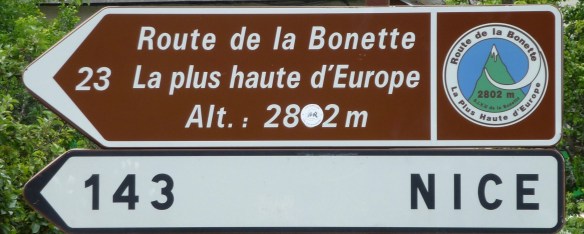 Route de la Bonette
23 La plus haute d'Europe
Alt. : 28 2 m
Route de la Bonette
2802 m
La Plus Haute d'Europe
143 NICE